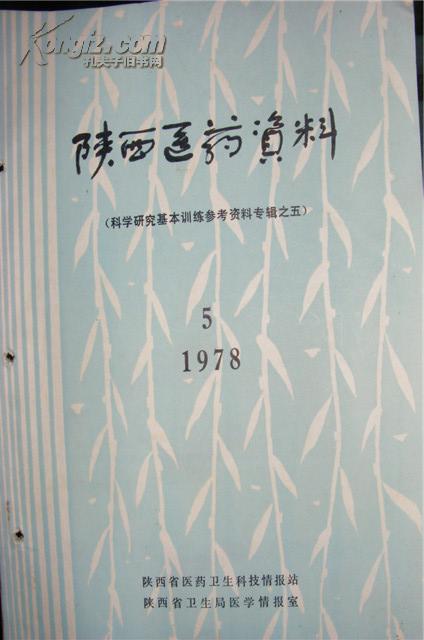 Kongfz.com
孔夫子旧书网
陕西医药資料
（科学研究基本训练参考资料专辑之五）
5
1978
陕西省医药卫生科技情报站
陕西省卫生局医学情报室